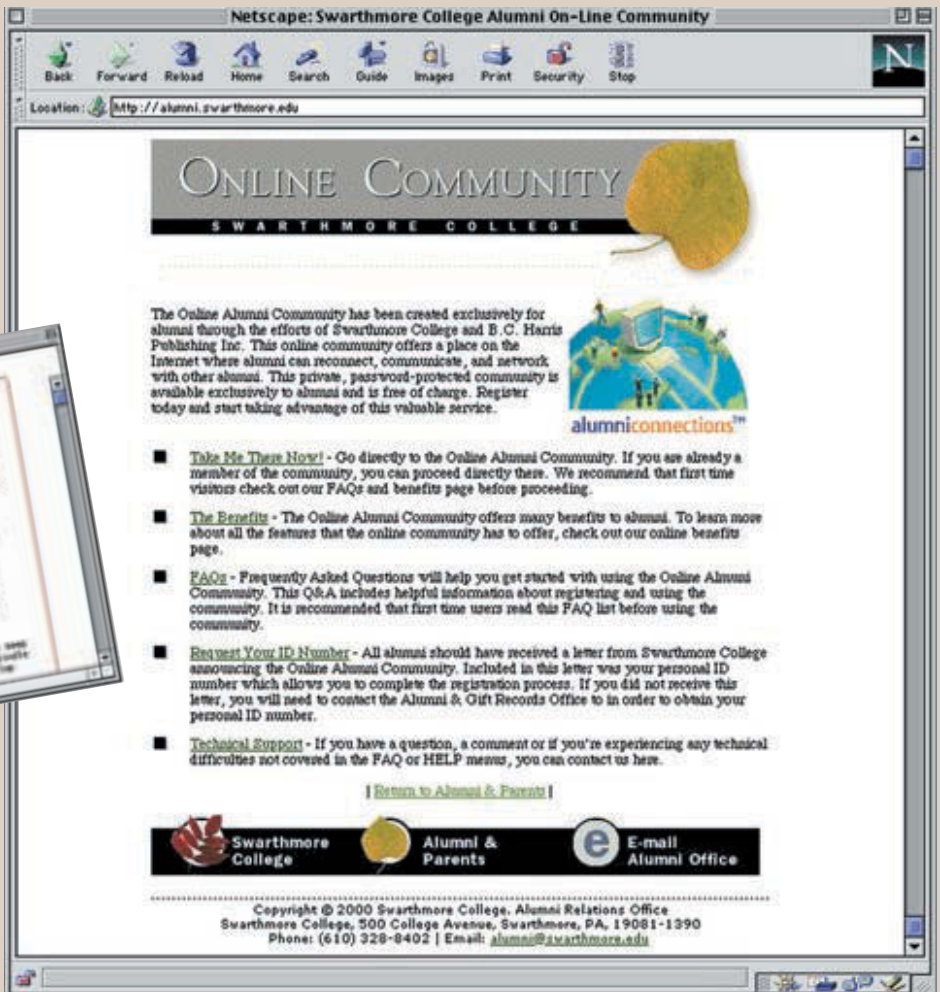 Netscape: Swarthmore College Alumni On-Line Community
Back Forward Reload Home Search Guide Images Print Security Stop
N
Location: http://alumni.swarthmore.edu
ONLINE COMMUNITY
SWARTHMORE COLLEGE
The Online Alumni Community has been created exclusively for
alumni through the efforts of Swarthmore College and B.C. Harris
Publishing Inc. This online community offers a place on the
Internet where alumni can reconnect, communicate, and network
with other alumni. This private, password-protected community is
available exclusively to alumni and is free of charge. Register
today and start taking advantage of this valuable service.
alumniconnections™
Take Me There Now! - Go directly to the Online Alumni Community. If you are already a
member of the community, you can proceed directly there. We recommend that first time
visitors check out our FAQs and benefits page before proceeding.
The Benefits - The Online Alumni Community offers many benefits to alumni. To learn more
about all the features that the online community has to offer, check out our online benefits
page.
FAQs - Frequently Asked Questions will help you get started with using the Online Alumni
Community. This Q&A includes helpful information about registering and using the
community. It is recommended that first time users read this FAQ list before using the
community.
Request Your ID Number - All alumni should have received a letter from Swarthmore College
announcing the Online Alumni Community. Included in this letter was your personal ID
number which allows you to complete the registration process. If you did not receive this
letter, you will need to contact the Alumni & Gift Records Office to in order to obtain your
personal ID number.
Technical Support - If you have a question, a comment or if you're experiencing any technical
difficulties not covered in the FAQ or HELP menus, you can contact us here.
| Return to Alumni & Parents |
Swarthmore College
Alumni & Parents
e E-mail Alumni Office
Copyright © 2000 Swarthmore College. Alumni Relations Office
Swarthmore College, 500 College Avenue, Swarthmore, PA, 19081-1390
Phone: (610) 328-8402 | Email: alumni@swarthmore.edu